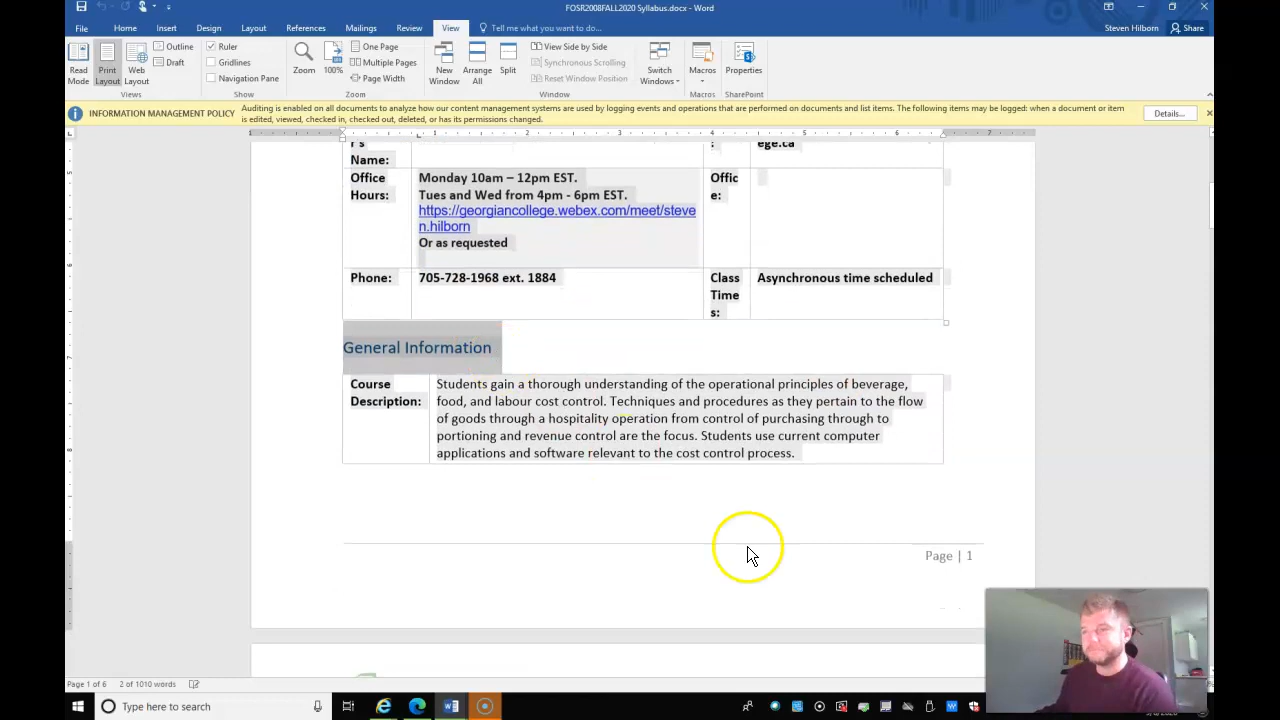 FOSR2008FALL2020 Syllabus.docx - Word
File Home Insert Design Layout References Mailings Review View Tell me what you want to do... Steven Hilborn Share
Read Mode
Print Layout
Web Layout
Outline
Draft
Views
Ruler
Gridlines
Navigation Pane
Show
Zoom
100%
One Page
Multiple Pages
Page Width
Zoom
New Window
Arrange All
Split
View Side by Side
Synchronous Scrolling
Reset Window Position
Window
Switch Windows
Macros
Macros
Properties
SharePoint
INFORMATION MANAGEMENT POLICY Auditing is enabled on all documents to analyze how our content management systems are used by logging events and operations that are performed on documents and list items. The following items may be logged: when a document or item
is edited, viewed, checked in, checked out, deleted, or has its permissions changed.
Details...
1 1 2 3 4 5 6 7
r's
Name:
:
ege.ca
Office
Hours:
Monday 10am – 12pm EST.
Tues and Wed from 4pm - 6pm EST.
https://georgiancollege.webex.com/meet/steve
n.hilborn
Or as requested
Offic
e:
Phone:
705-728-1968 ext. 1884
Class
Time
s:
Asynchronous time scheduled
General Information
Course
Description:
Students gain a thorough understanding of the operational principles of beverage,
food, and labour cost control. Techniques and procedures as they pertain to the flow
of goods through a hospitality operation from control of purchasing through to
portioning and revenue control are the focus. Students use current computer
applications and software relevant to the cost control process.
Page | 1
Page 1 of 6 2 of 1010 words
Type here to search